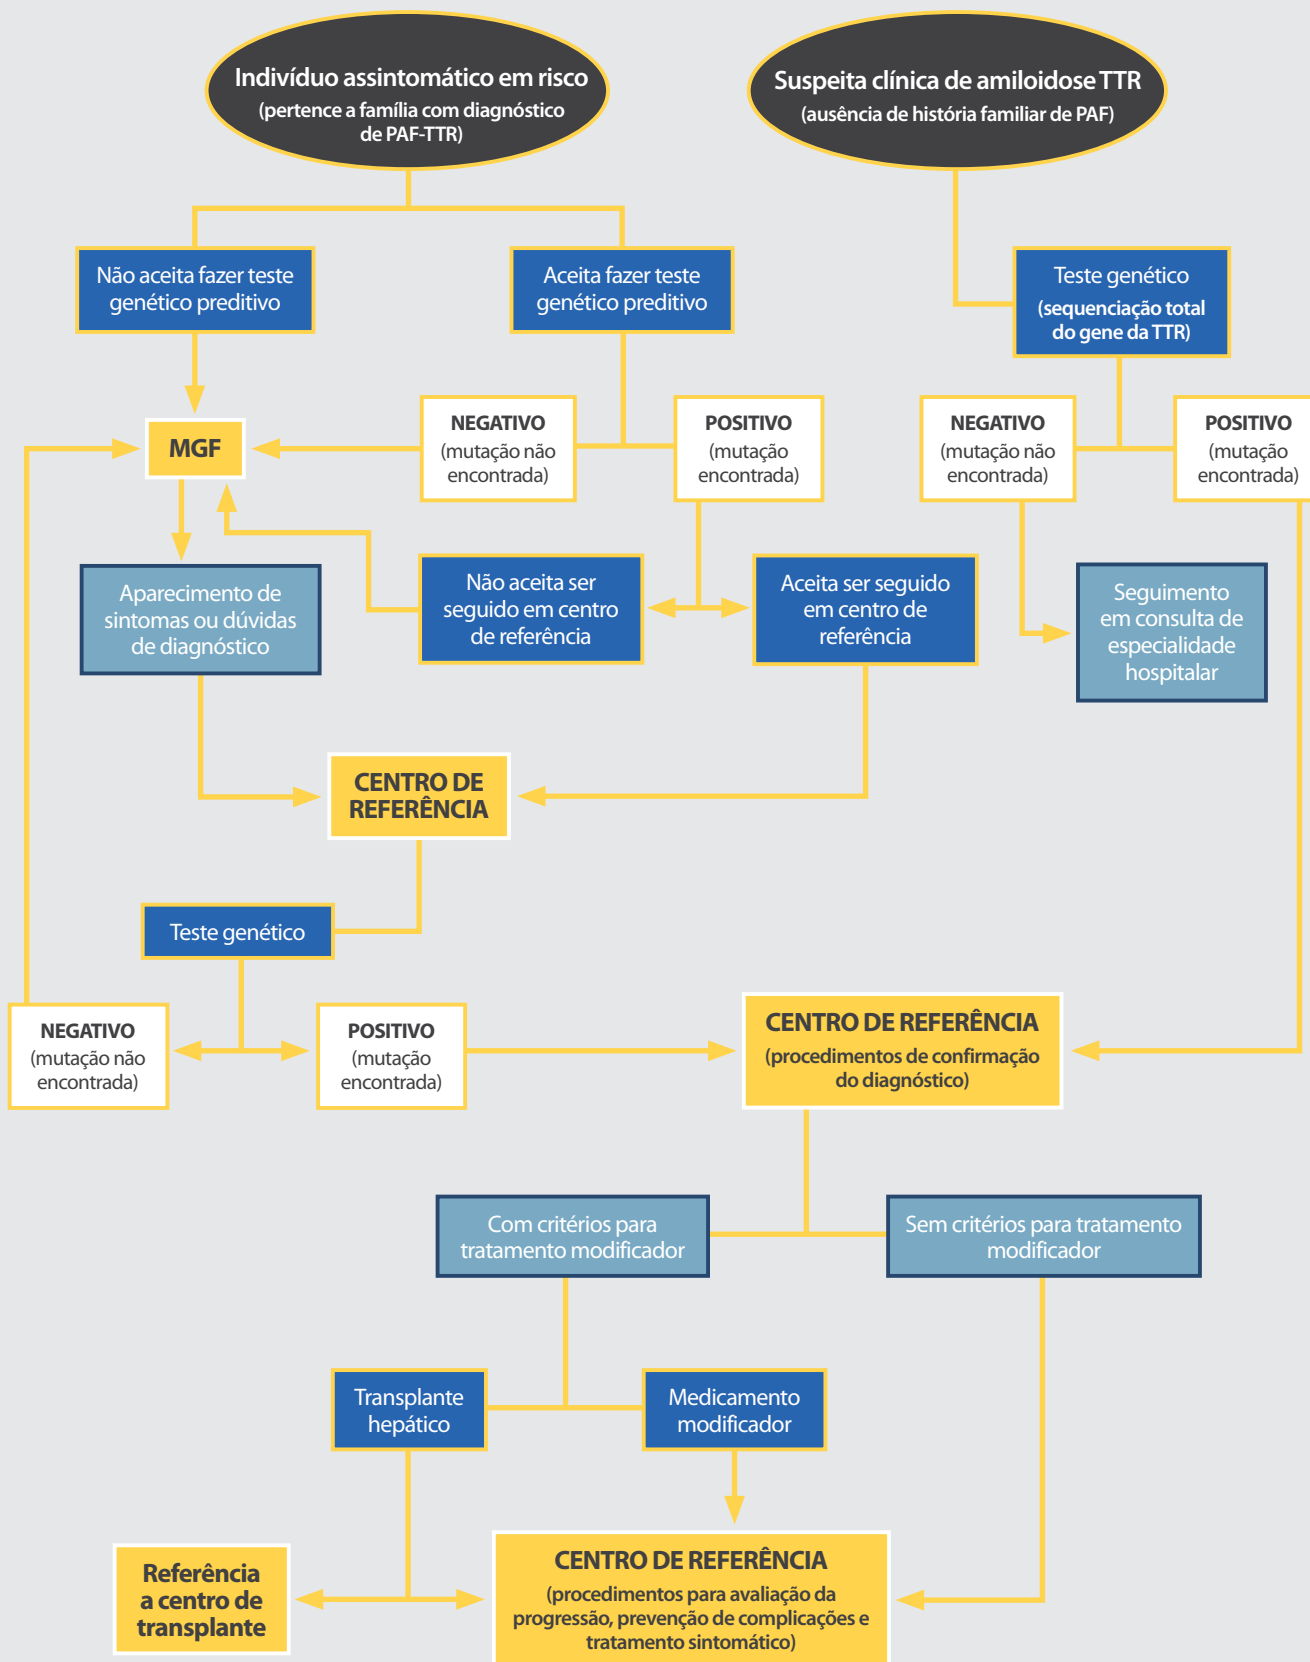 Indivíduo assintomático em risco
(pertence a família com diagnóstico
de PAF-TTR)
Suspeita clínica de amiloidose TTR
(ausência de história familiar de PAF)
Não aceita fazer teste
genético preditivo
Aceita fazer teste
genético preditivo
Teste genético
(sequenciação total
do gene da TTR)
MGF
NEGATIVO
(mutação não
encontrada)
POSITIVO
(mutação
encontrada)
NEGATIVO
(mutação não
encontrada)
POSITIVO
(mutação
encontrada)
Aparecimento de
sintomas ou dúvidas
de diagnóstico
Não aceita ser
seguido em centro
de referência
Aceita ser seguido
em centro de
referência
Seguimento
em consulta de
especialidade
hospitalar
CENTRO DE
REFERÊNCIA
Teste genético
NEGATIVO
(mutação não
encontrada)
POSITIVO
(mutação
encontrada)
CENTRO DE REFERÊNCIA
(procedimentos de confirmação
do diagnóstico)
Com critérios para
tratamento modificador
Sem critérios para tratamento
modificador
Transplante
hepático
Medicamento
modificador
Referência
a centro de
transplante
CENTRO DE REFERÊNCIA
(procedimentos para avaliação da
progressão, prevenção de complicações e
tratamento sintomático)